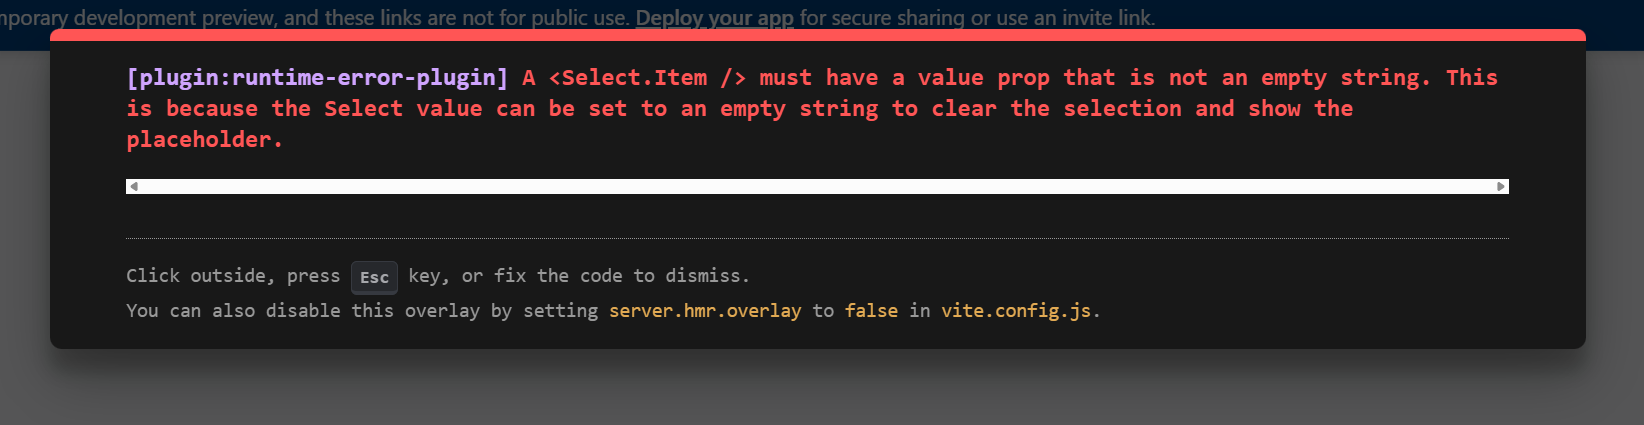 mporary development preview, and these links are not for public use. Deploy your app for secure sharing or use an invite link.
[plugin:runtime-error-plugin] A <Select.Item /> must have a value prop that is not an empty string. This
is because the Select value can be set to an empty string to clear the selection and show the
placeholder.
Click outside, press Esc key, or fix the code to dismiss.
You can also disable this overlay by setting server.hmr.overlay to false in vite.config.js.